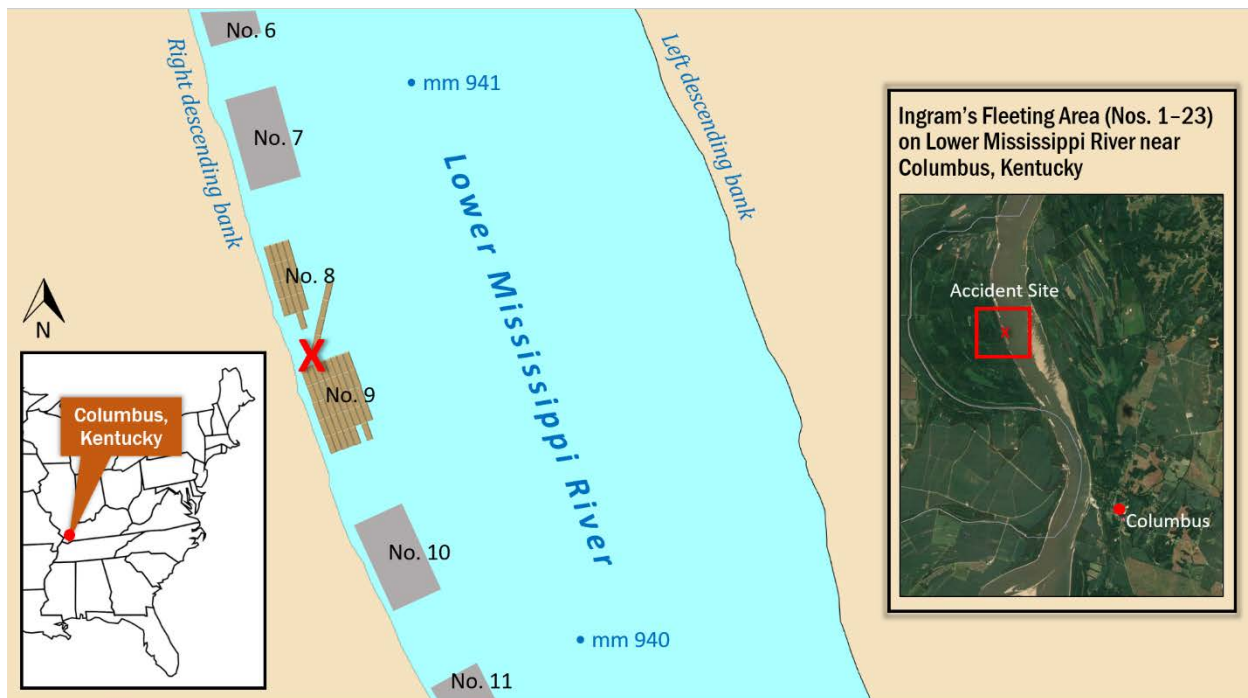 No. 6
Right descending bank
No. 7
• mm 941
Left descending bank
Lower Mississippi River
No. 8
No. 9
No. 10
• mm 940
No. 11
N
Columbus,
Kentucky
Ingram’s Fleeting Area (Nos. 1–23)
on Lower Mississippi River near
Columbus, Kentucky
Accident Site
Columbus